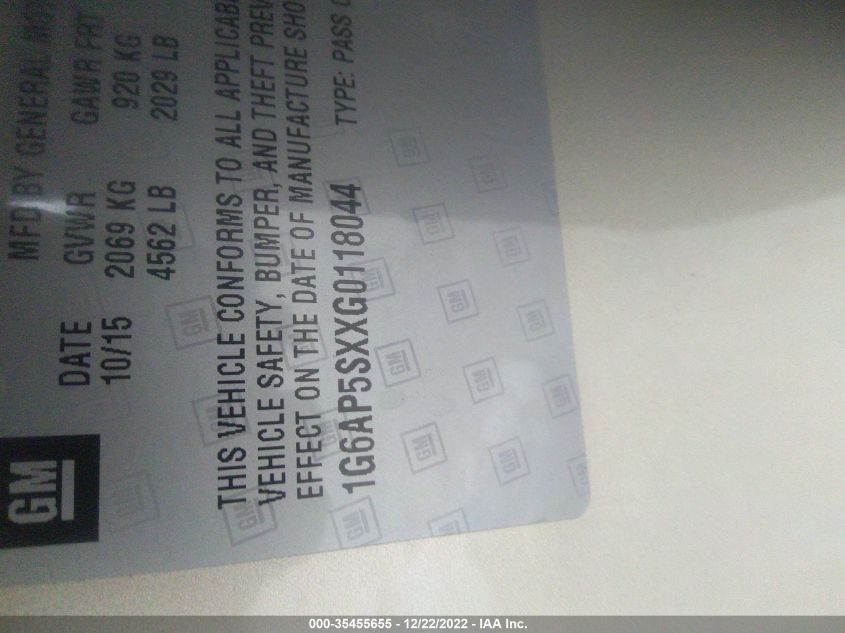 GM
MFD BY GENERAL MO
DATE GVWR GAWR FRT
10/15 2069 KG 920 KG
4562 LB 2029 LB
THIS VEHICLE CONFORMS TO ALL APPLICAB
VEHICLE SAFETY, BUMPER, AND THEFT PREV
EFFECT ON THE DATE OF MANUFACTURE SHO
1G6AP5SXXG0118044 TYPE: PASS C
000-35455655 - 12/22/2022 - IAA Inc.